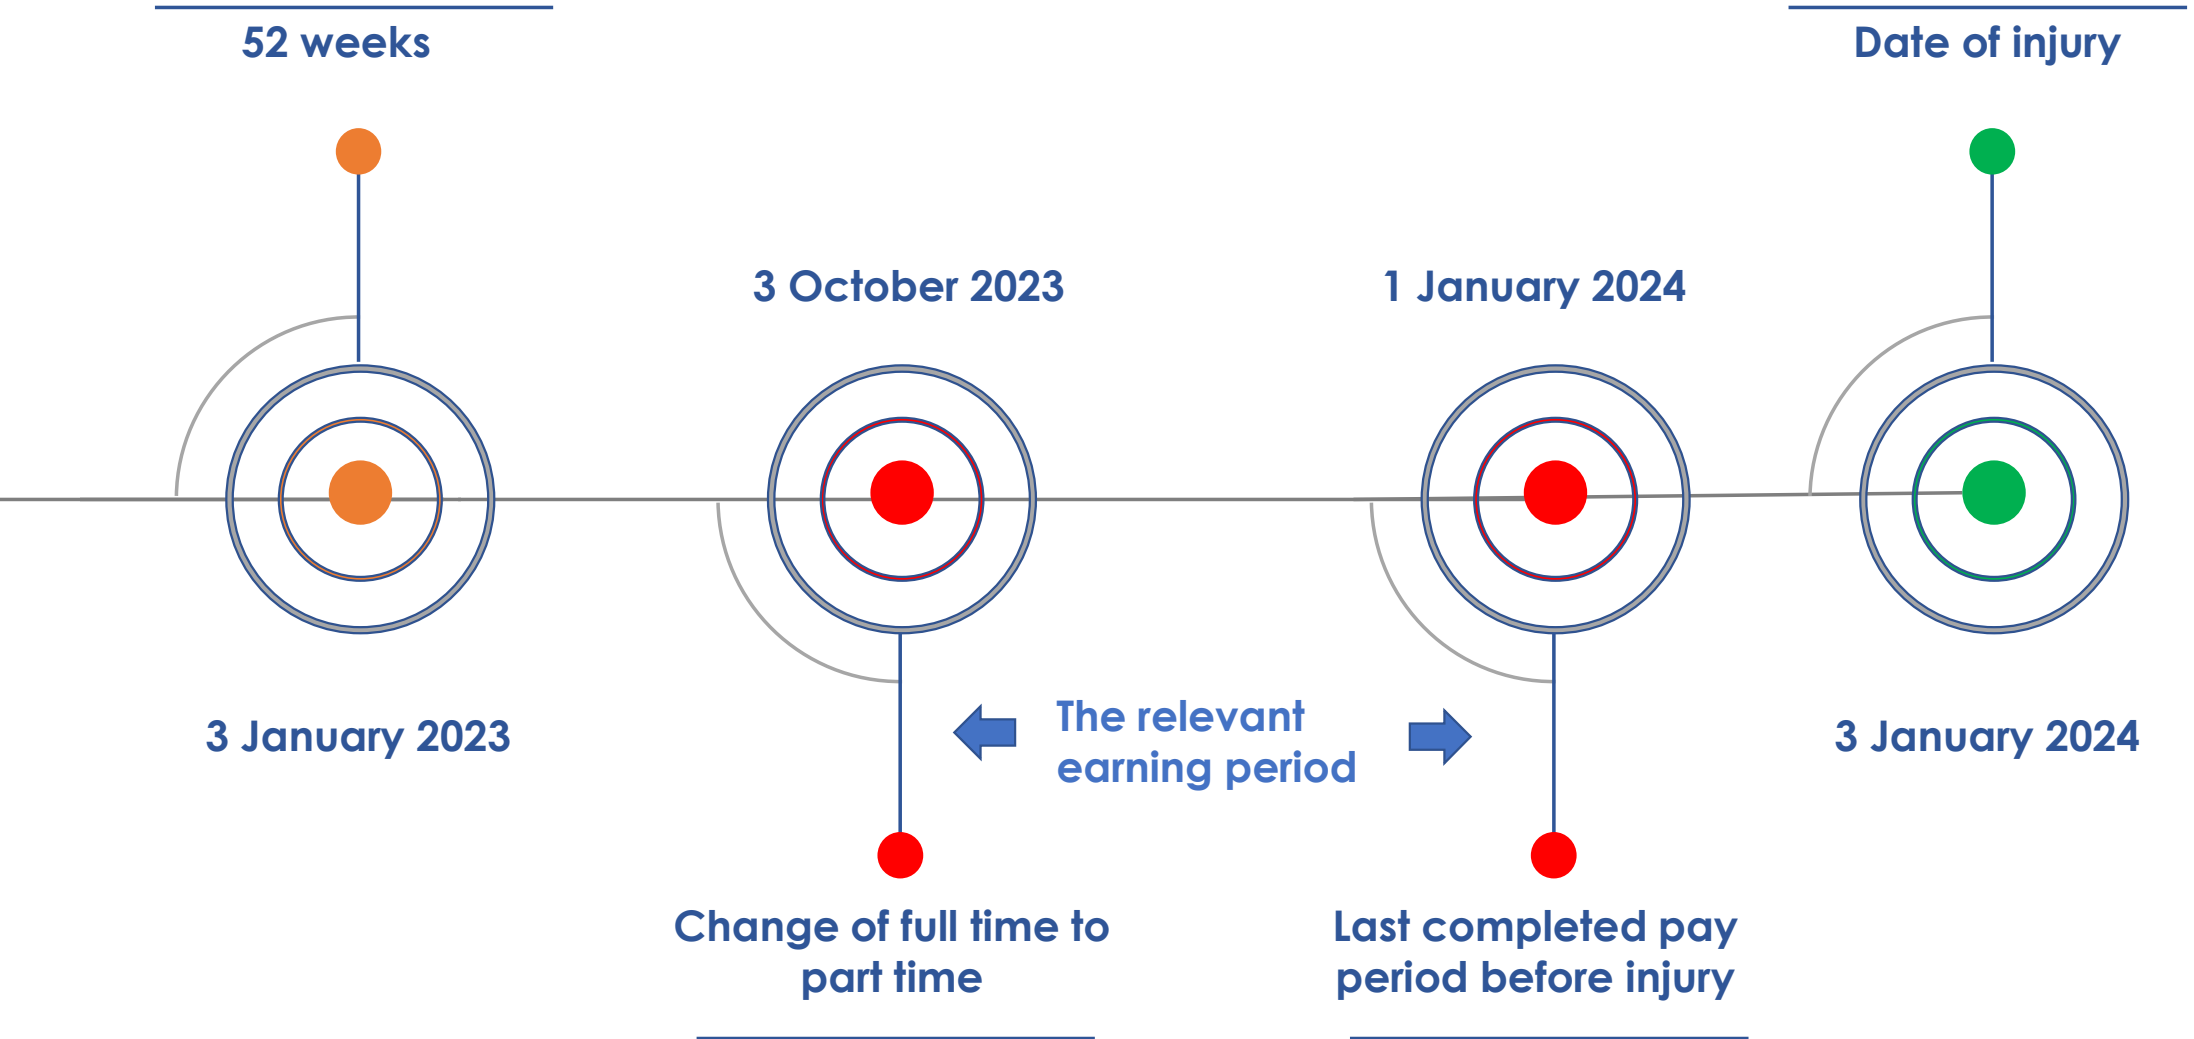 52 weeks
Date of injury
3 October 2023
1 January 2024
3 January 2023
The relevant
earning period
3 January 2024
Change of full time to
part time
Last completed pay
period before injury